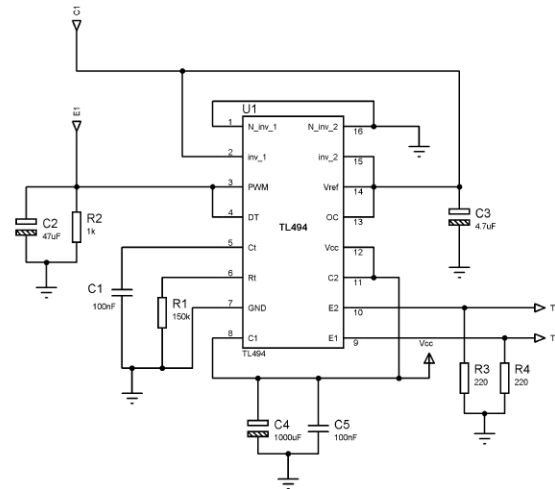 C1
E1
U1
1 N_inv_1 N_inv_2 16
2 inv_1 inv_2 15
3 PWM Vref 14
4 DT OC 13
TL494
5 Ct Vcc 12
6 Rt C2 11
7 GND E2 10
8 C1 E1 9
TL494
C2
47uF
R2
1k
C3
4.7uF
C1
100nF
R1
150k
Vcc
T
T
R3
220
R4
220
C4
1000uF
C5
100nF